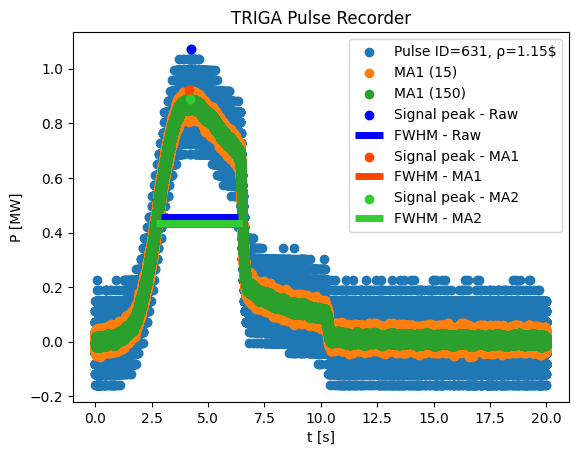 TRIGA Pulse Recorder
Pulse ID=631, ρ=1.15$
MA1 (15)
MA1 (150)
Signal peak - Raw
FWHM - Raw
Signal peak - MA1
FWHM - MA1
Signal peak - MA2
FWHM - MA2
P [MW]
1.0
0.8
0.6
0.4
0.2
0.0
−0.2
0.0 2.5 5.0 7.5 10.0 12.5 15.0 17.5 20.0
t [s]